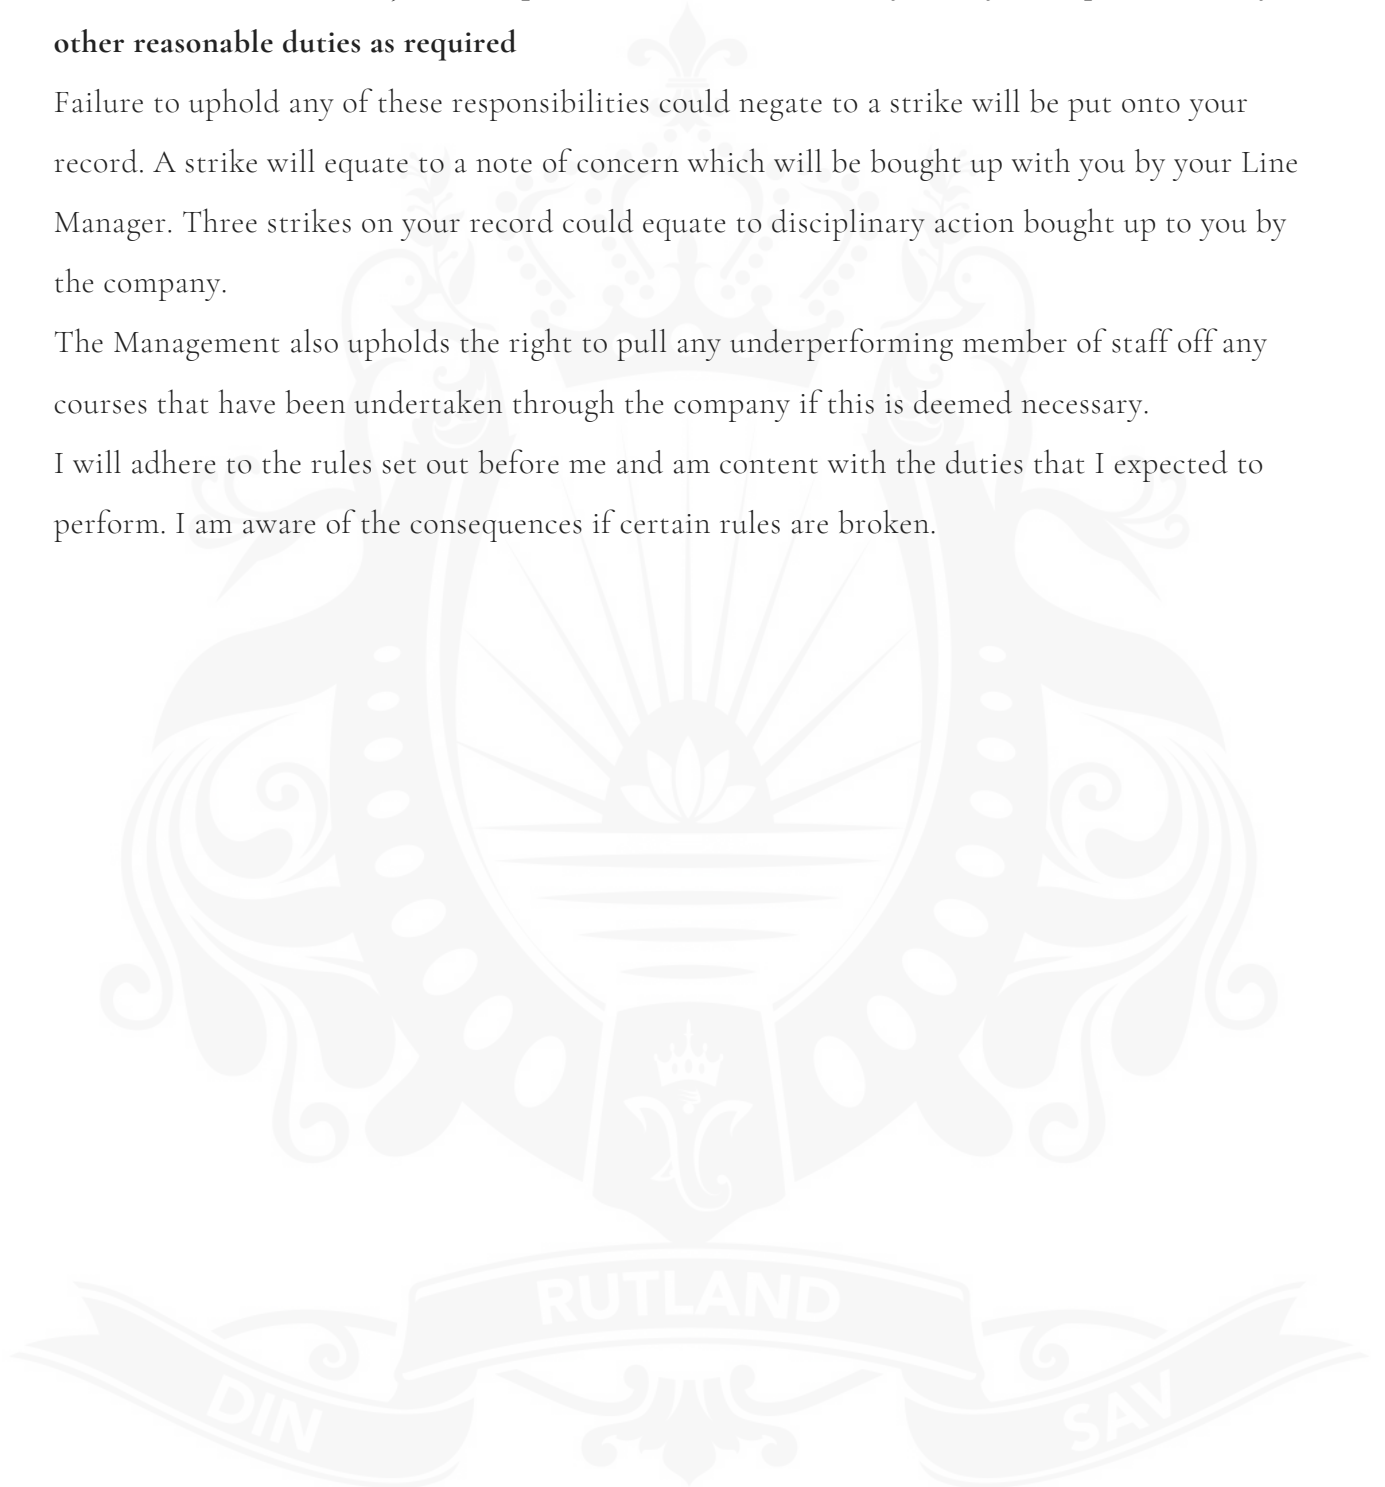 other reasonable duties as required
Failure to uphold any of these responsibilities could negate to a strike will be put onto your
record. A strike will equate to a note of concern which will be bought up with you by your Line
Manager. Three strikes on your record could equate to disciplinary action bought up to you by
the company.
The Management also upholds the right to pull any underperforming member of staff off any
courses that have been undertaken through the company if this is deemed necessary.
I will adhere to the rules set out before me and am content with the duties that I expected to
perform. I am aware of the consequences if certain rules are broken.
RUTLAND
DIN SAV